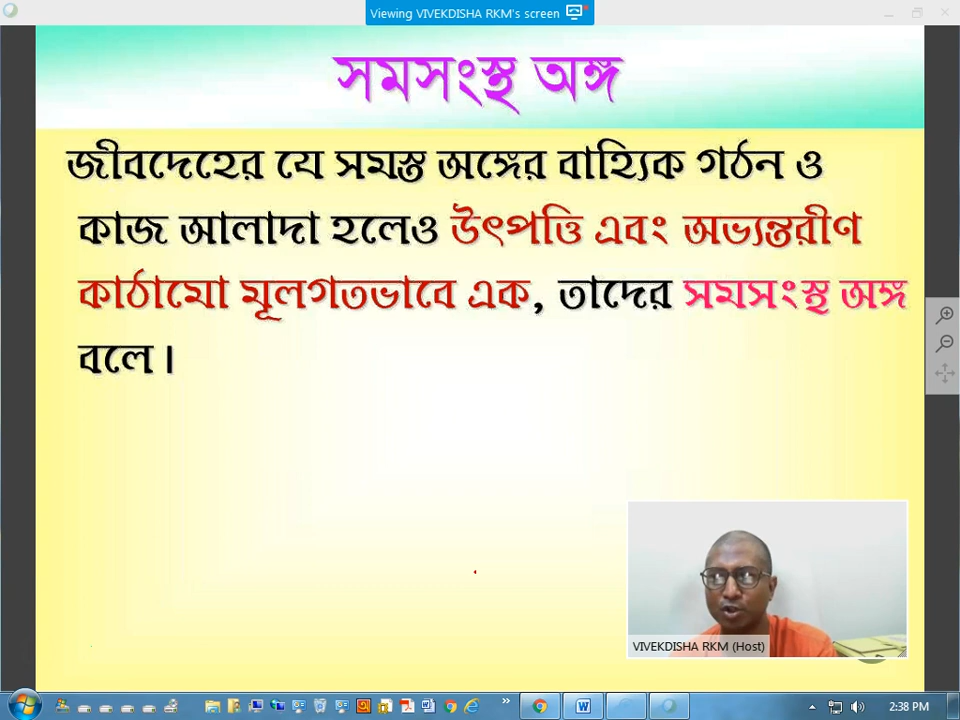 Viewing VIVEKDISHA RKM's screen
সমসংস্থ অঙ্গ
জীবদেহের যে সমস্ত অঙ্গের বাহ্যিক গঠন ও
কাজ আলাদা হলেও উৎপত্তি এবং অভ্যন্তরীণ
কাঠামো মূলগতভাবে এক, তাদের সমসংস্থ অঙ্গ
বলে।
VIVEKDISHA RKM (Host)
2:38 PM